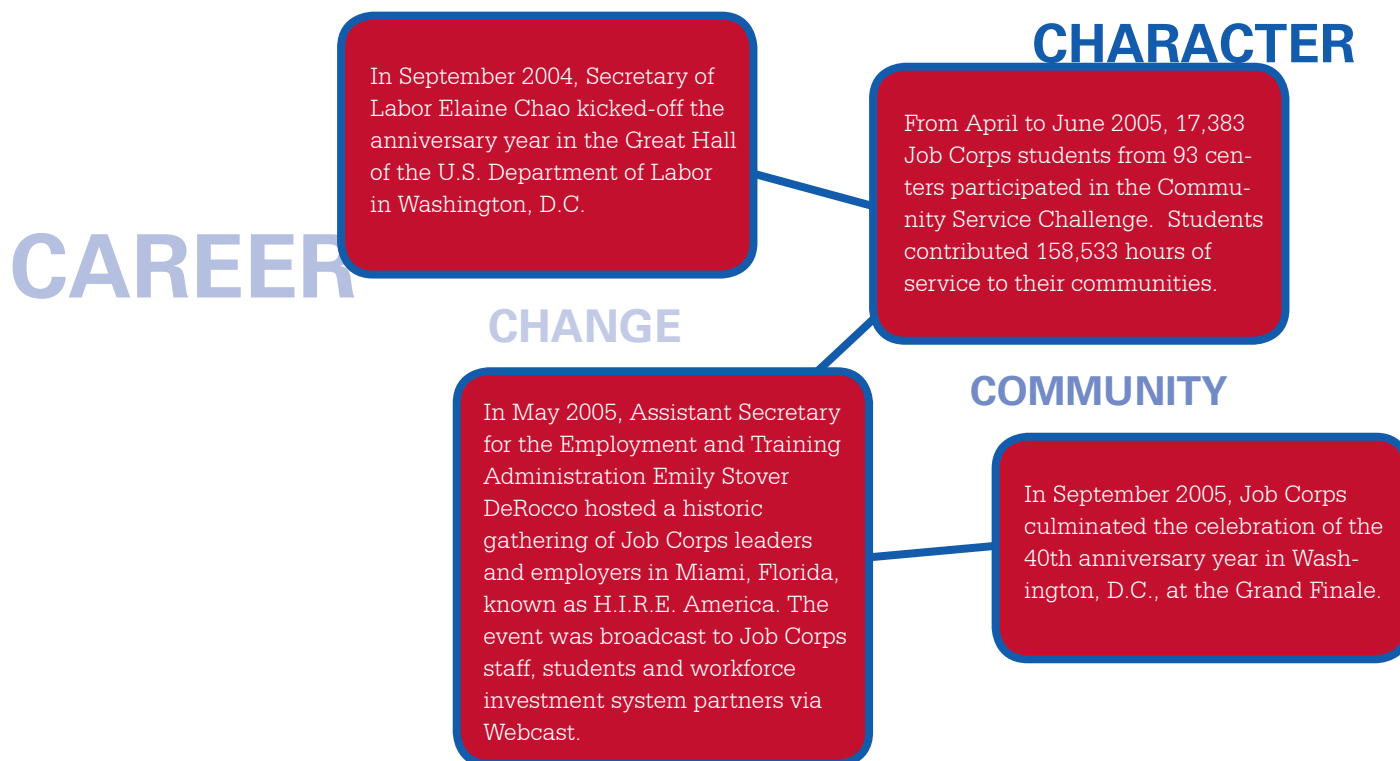 CHARACTER
In September 2004, Secretary of
Labor Elaine Chao kicked-off the
anniversary year in the Great Hall
of the U.S. Department of Labor
in Washington, D.C.
From April to June 2005, 17,383
Job Corps students from 93 cen-
ters participated in the Commu-
nity Service Challenge.  Students
contributed 158,533 hours of
service to their communities.
CAREER
CHANGE
COMMUNITY
In May 2005, Assistant Secretary
for the Employment and Training
Administration Emily Stover
DeRocco hosted a historic
gathering of Job Corps leaders
and employers in Miami, Florida,
known as H.I.R.E. America. The
event was broadcast to Job Corps
staff, students and workforce
investment system partners via
Webcast.
In September 2005, Job Corps
culminated the celebration of the
40th anniversary year in Wash-
ington, D.C., at the Grand Finale.